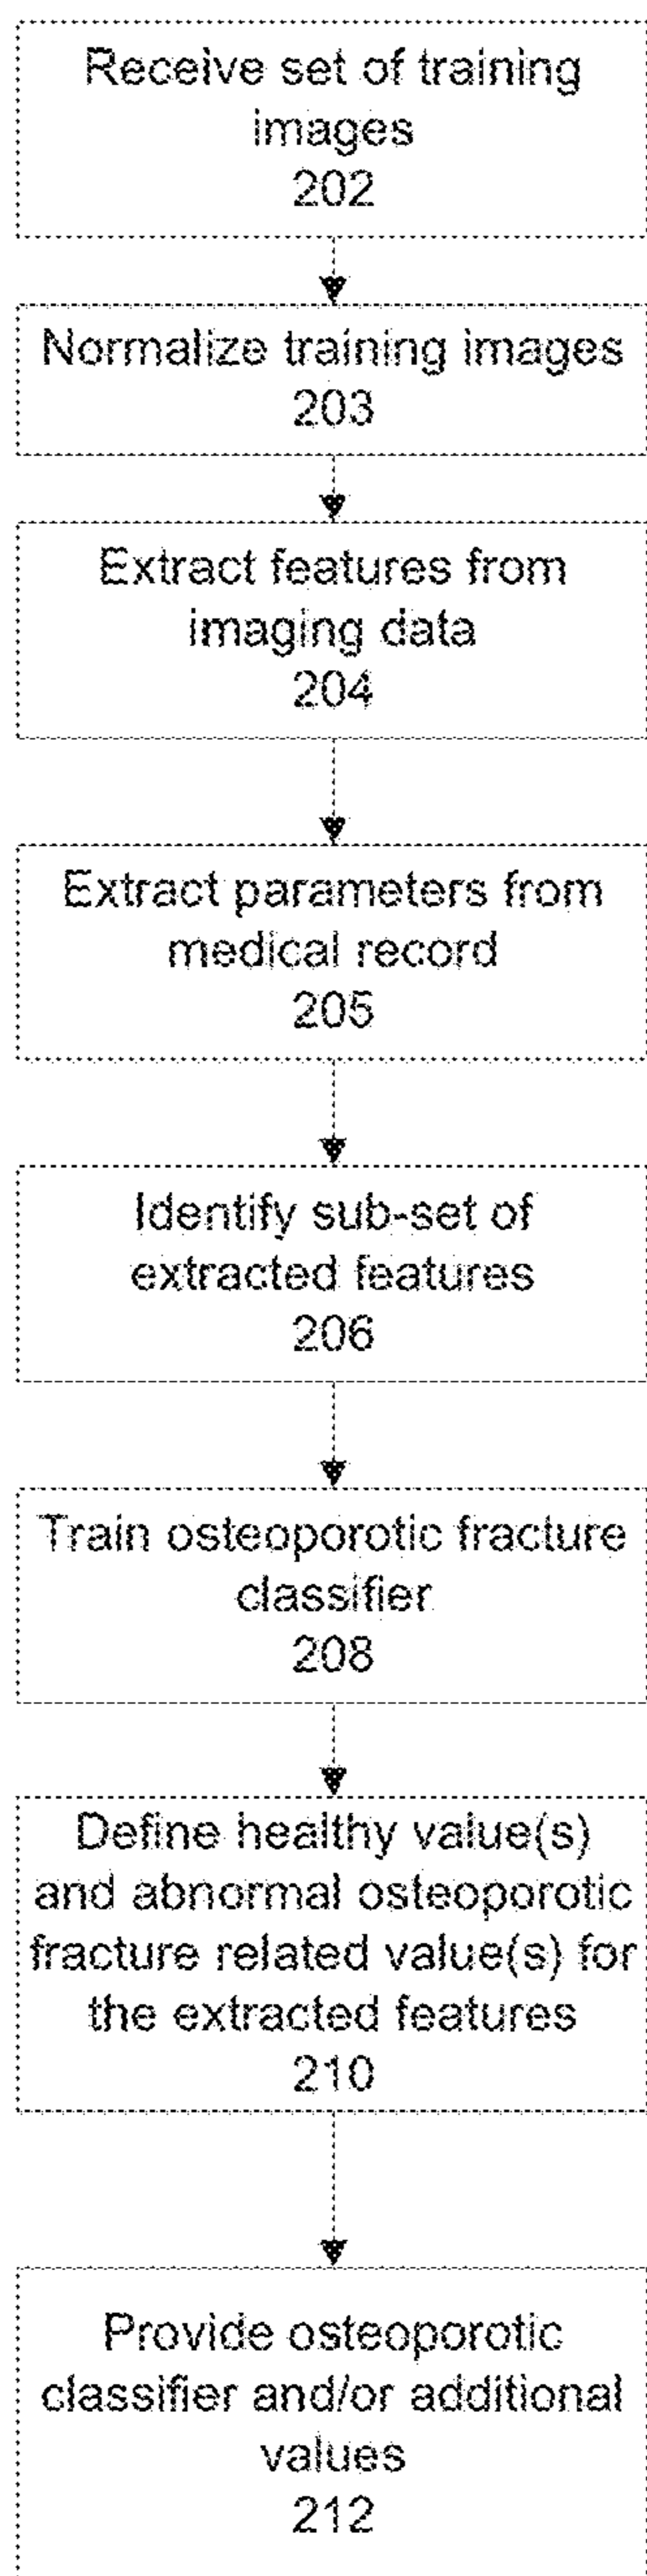 Receive set of training
images
202
Normalize training images
203
Extract features from
imaging data
204
Extract parameters from
medical record
205
Identify sub-set of
extracted features
206
Train osteoporotic fracture
classifier
208
Define healthy value(s)
and abnormal osteoporotic
fracture related value(s) for
the extracted features
210
Provide osteoporotic
classifier and/or additional
values
212